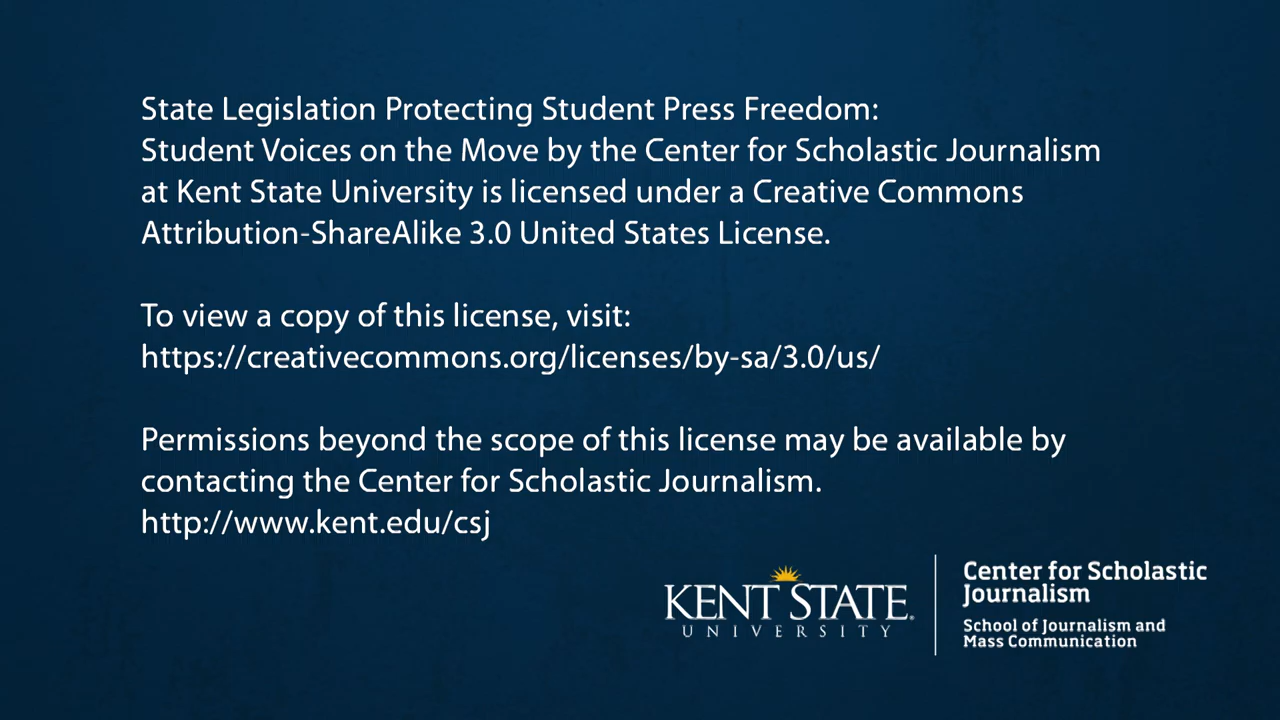 State Legislation Protecting Student Press Freedom:
Student Voices on the Move by the Center for Scholastic Journalism
at Kent State University is licensed under a Creative Commons
Attribution-ShareAlike 3.0 United States License.
To view a copy of this license, visit:
https://creativecommons.org/licenses/by-sa/3.0/us/
Permissions beyond the scope of this license may be available by
contacting the Center for Scholastic Journalism.
http://www.kent.edu/csj
KENT STATE
UNIVERSITY
Center for Scholastic
Journalism
School of Journalism and
Mass Communication